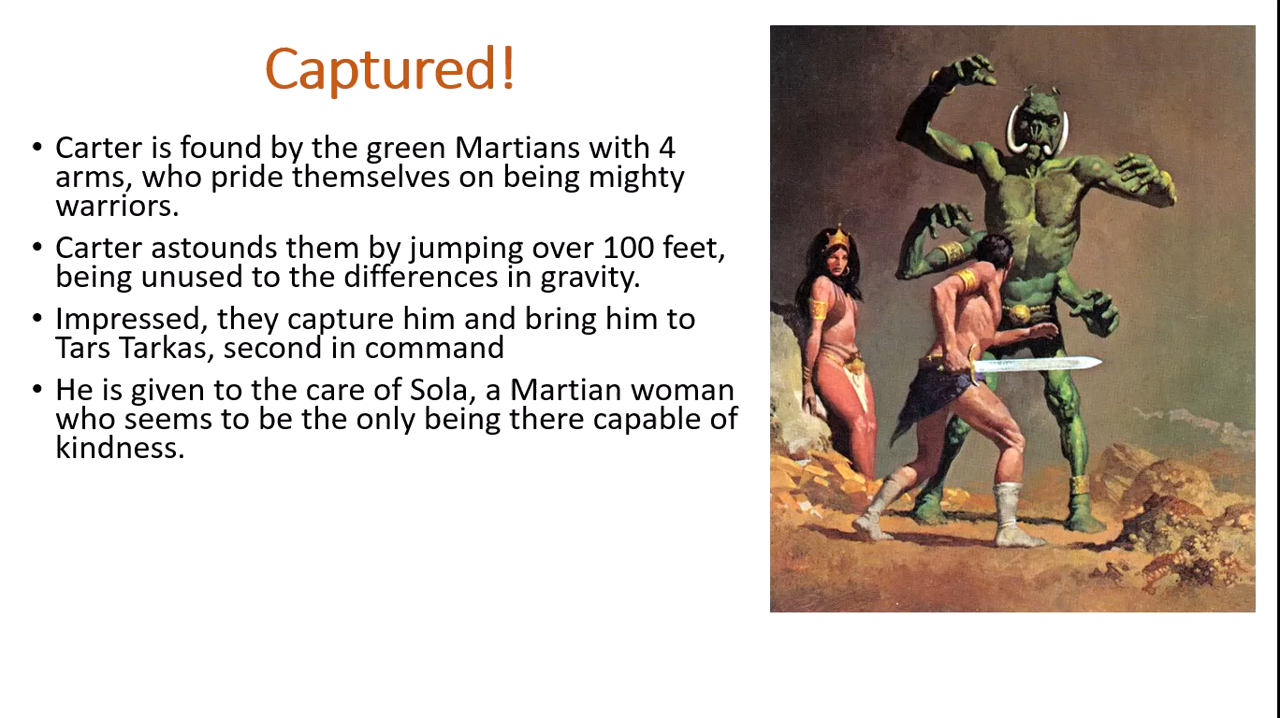 Captured!
• Carter is found by the green Martians with 4
arms, who pride themselves on being mighty
warriors.
• Carter astounds them by jumping over 100 feet,
being unused to the differences in gravity.
• Impressed, they capture him and bring him to
Tars Tarkas, second in command
• He is given to the care of Sola, a Martian woman
who seems to be the only being there capable of
kindness.